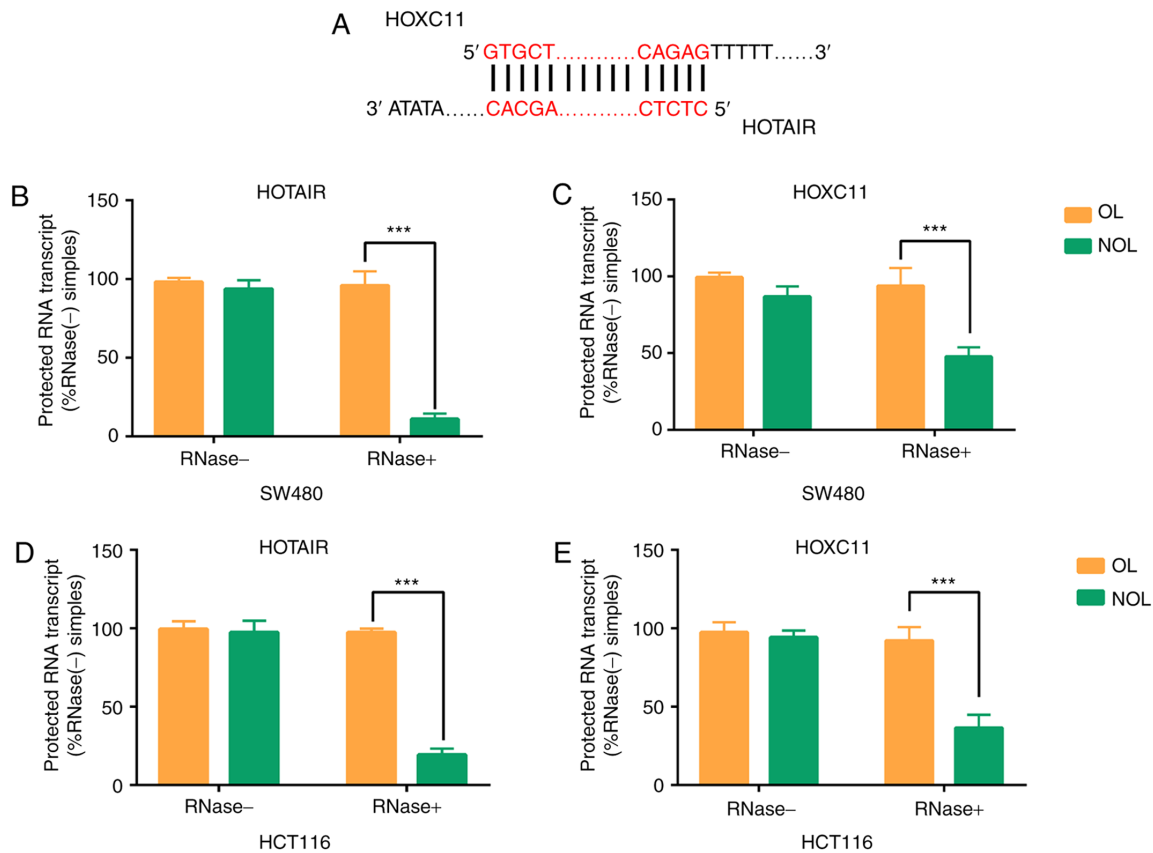 A
HOXC11
5′ GTGCT............CAGAGTTTTT......3′
3′ ATATA......CACGA............CTCTC 5′
HOTAIR
B
HOTAIR
Protected RNA transcript
(%RNase(−) simples)
150
100
50
0
***
RNase−
RNase+
SW480
C
HOXC11
Protected RNA transcript
(%RNase(−) simples)
150
100
50
0
***
RNase−
RNase+
SW480
OL
NOL
D
HOTAIR
Protected RNA transcript
(%RNase(−) simples)
150
100
50
0
***
RNase−
RNase+
HCT116
E
HOXC11
Protected RNA transcript
(%RNase(−) simples)
150
100
50
0
***
RNase−
RNase+
HCT116
OL
NOL